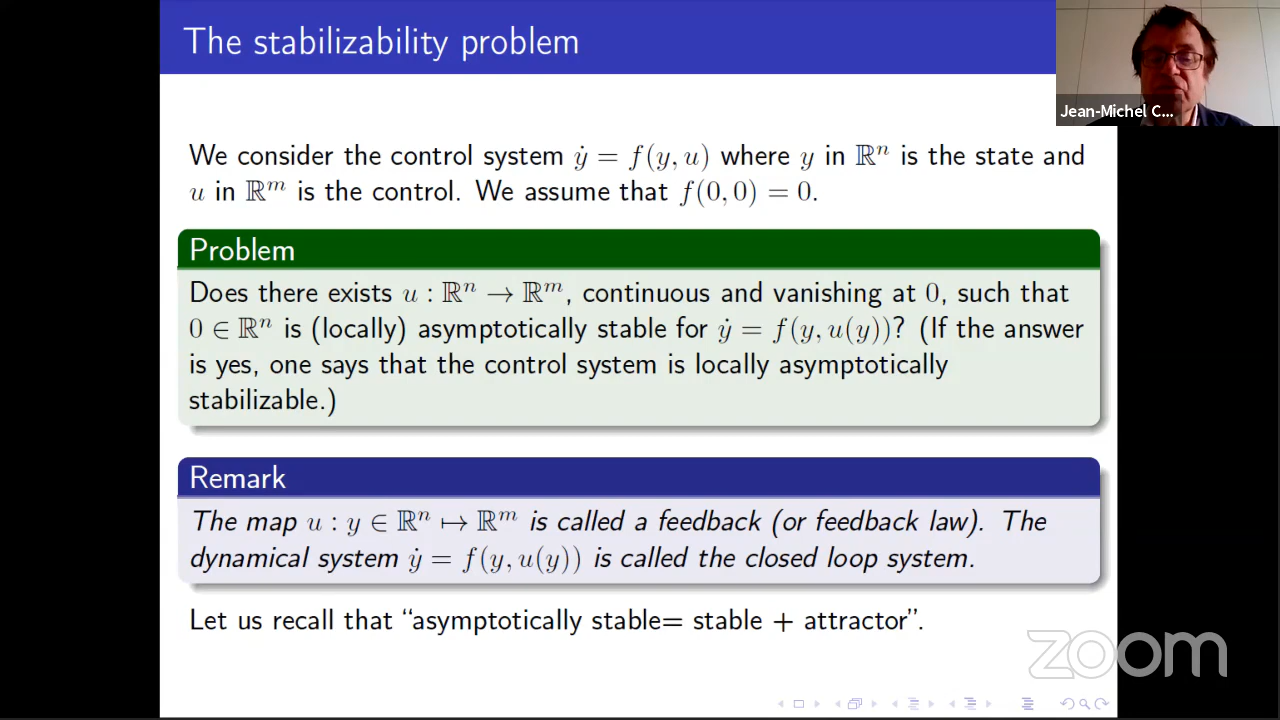 The stabilizability problem
Jean-Michel C...
We consider the control system ẏ = f(y, u) where y in ℝⁿ is the state and
u in ℝᵐ is the control. We assume that f(0, 0) = 0.
Problem
Does there exists u : ℝⁿ → ℝᵐ, continuous and vanishing at 0, such that
0 ∈ ℝⁿ is (locally) asymptotically stable for ẏ = f(y, u(y))? (If the answer
is yes, one says that the control system is locally asymptotically
stabilizable.)
Remark
The map u : y ∈ ℝⁿ ↦ ℝᵐ is called a feedback (or feedback law). The
dynamical system ẏ = f(y, u(y)) is called the closed loop system.
Let us recall that “asymptotically stable= stable + attractor”.
zoom